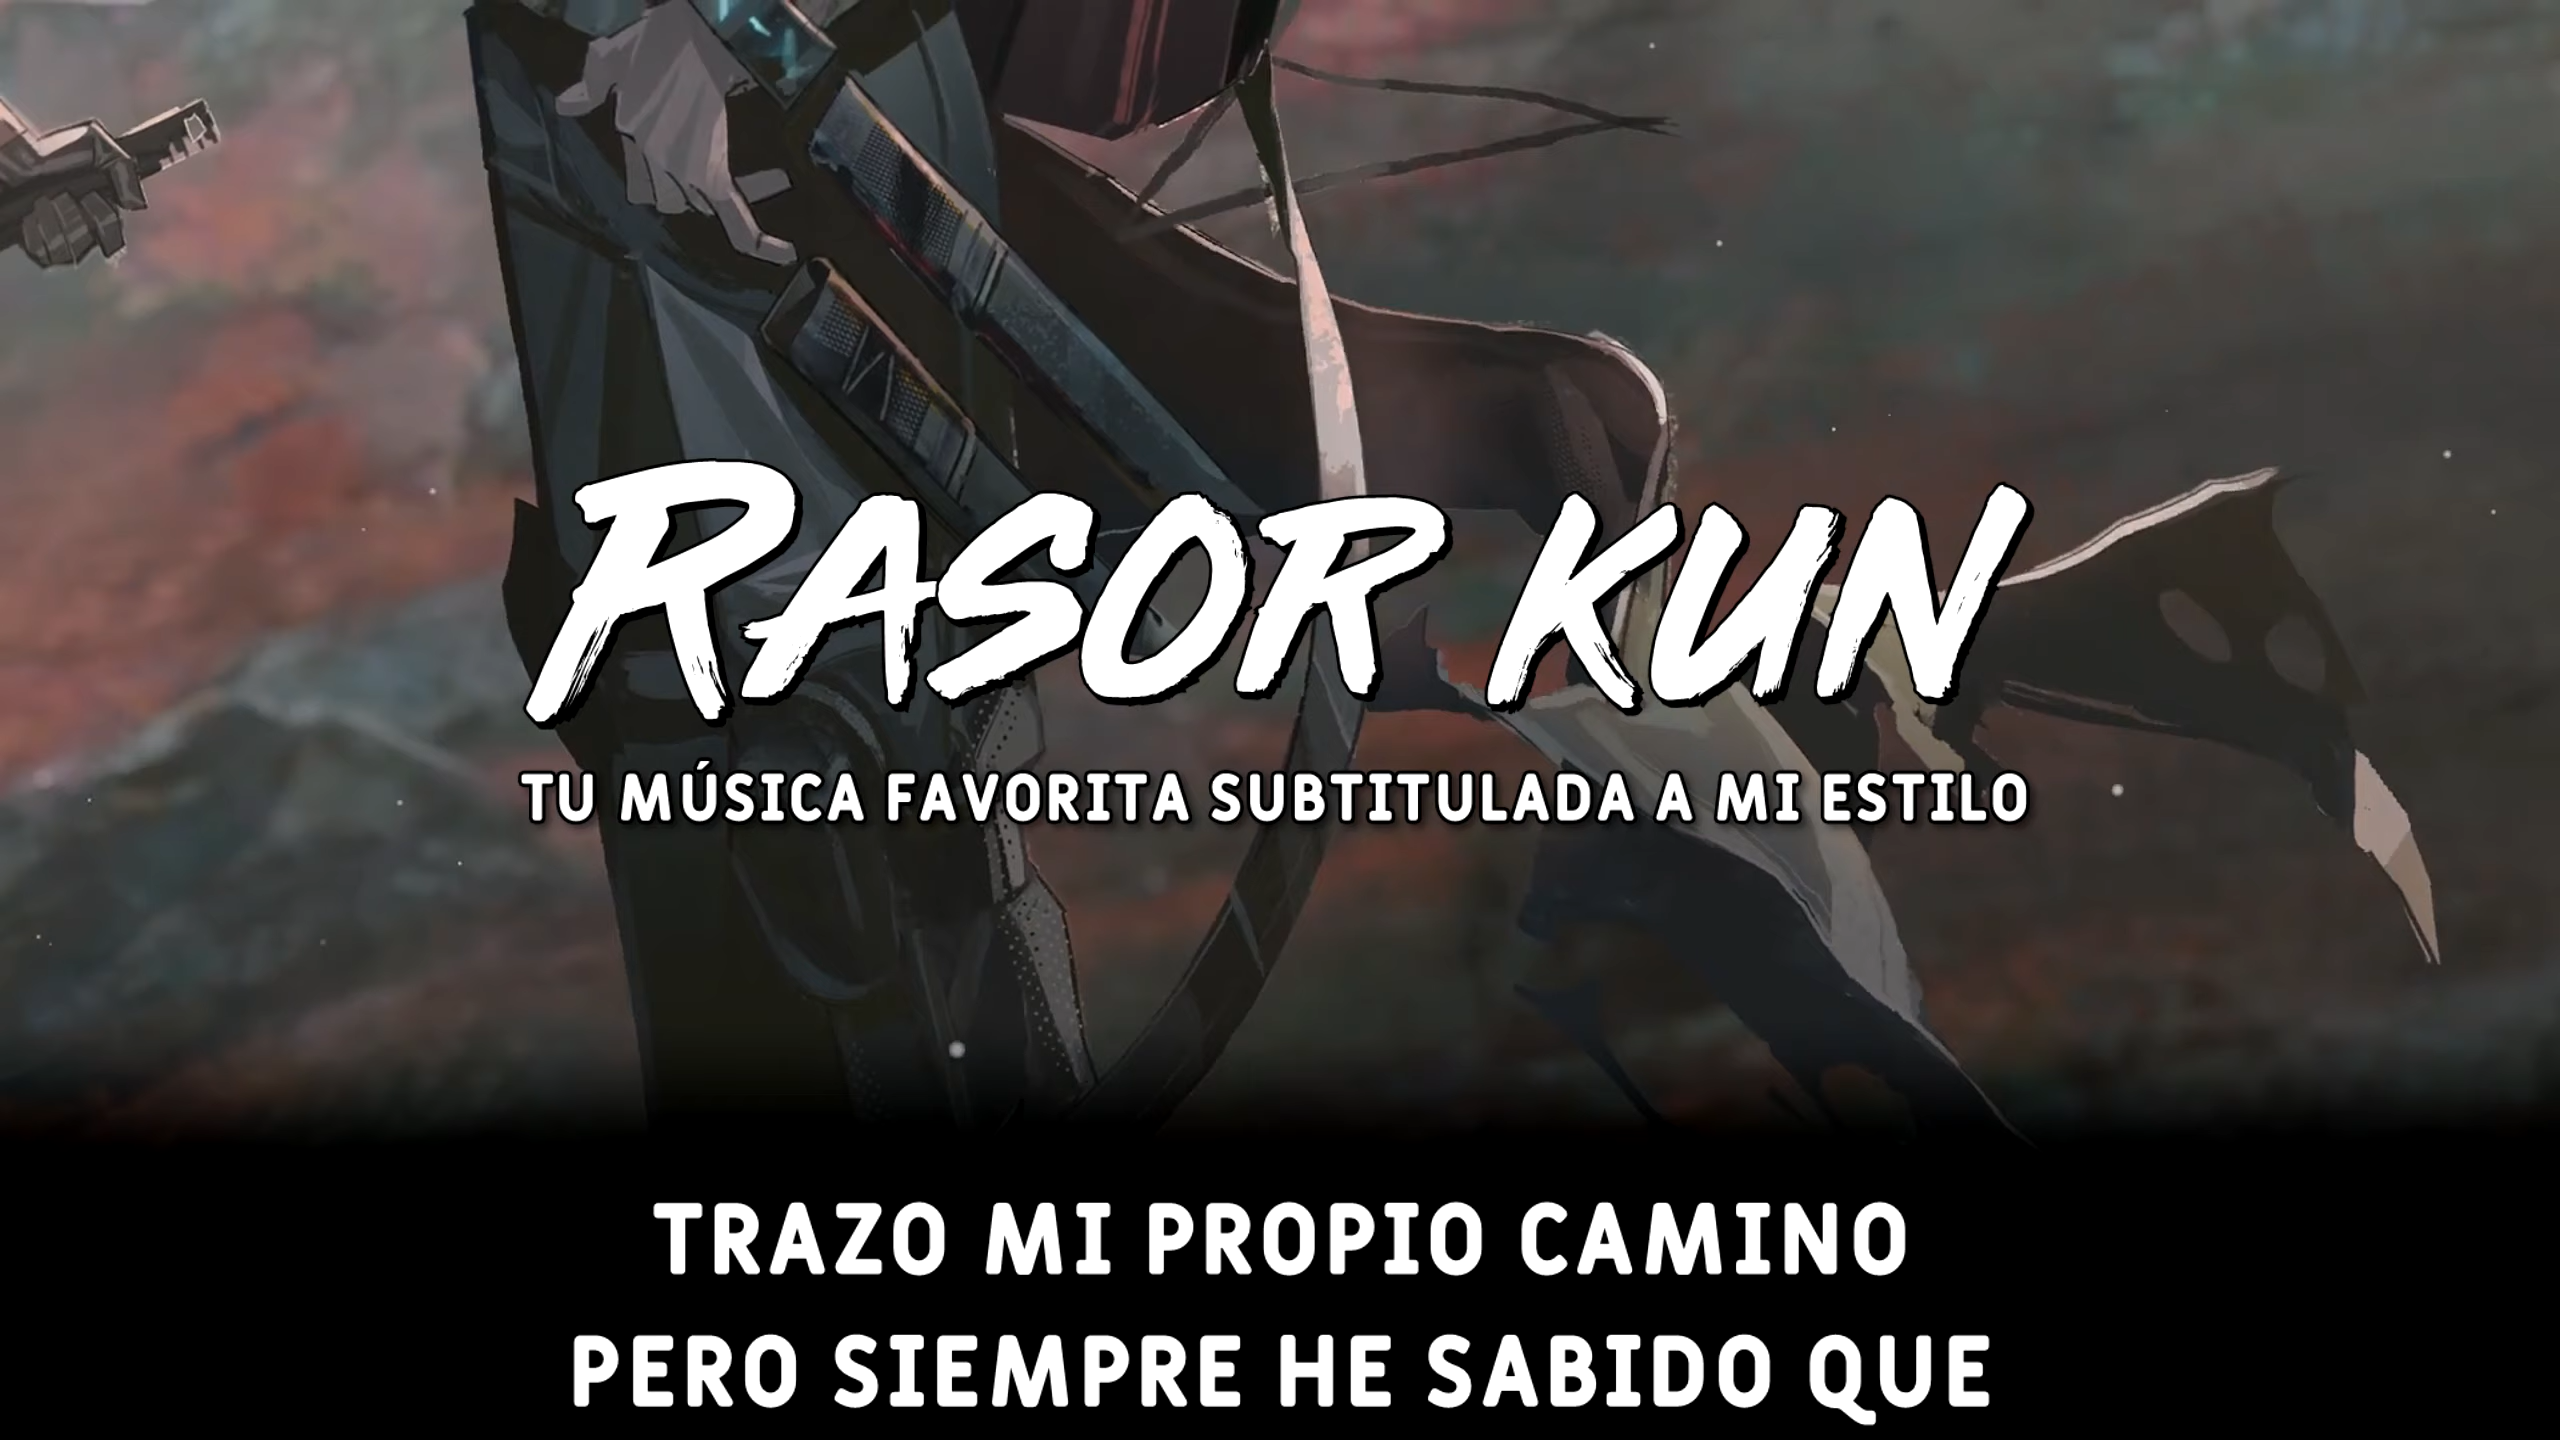 RASOR KUN
TU MÚSICA FAVORITA SUBTITULADA A MI ESTILO
TRAZO MI PROPIO CAMINO
PERO SIEMPRE HE SABIDO QUE